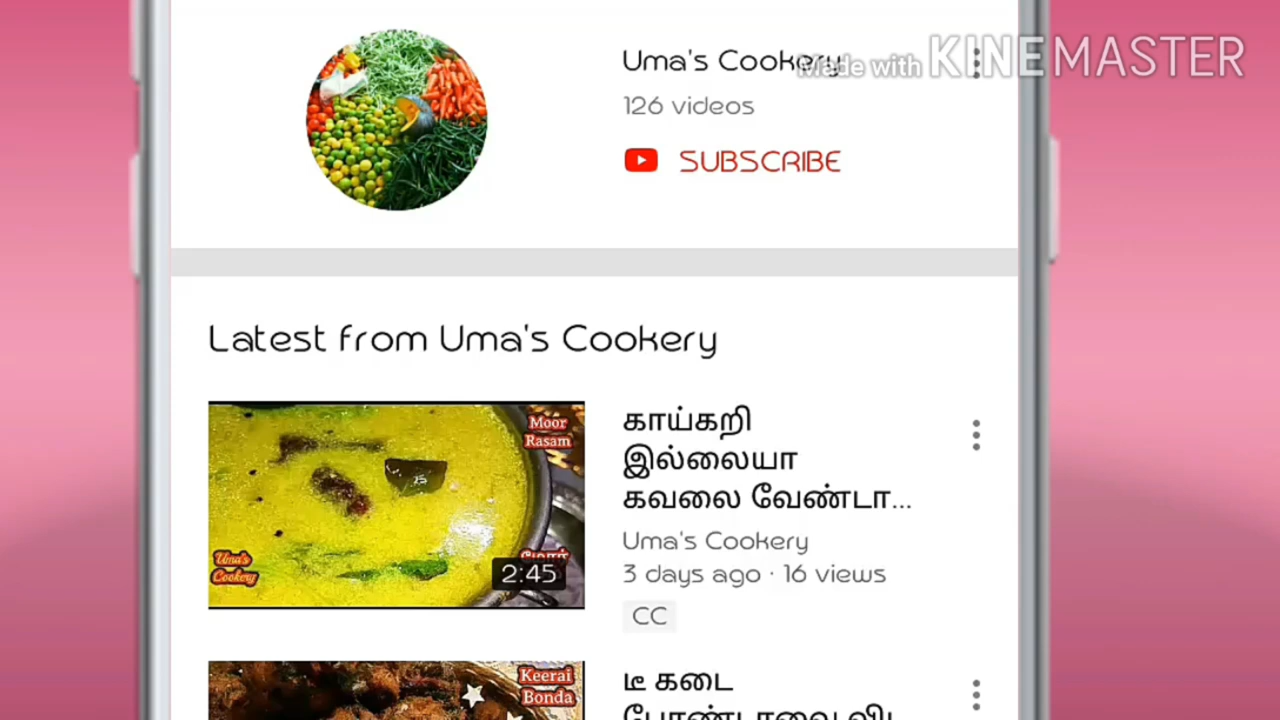 Uma's Cookery
Made with KINEMASTER
126 videos
SUBSCRIBE
Latest from Uma's Cookery
Moor
Rasam
காய்கறி
இல்லையா
கவலை வேண்டா...
Uma's
Cookery
மோர்
2:45
Uma's Cookery
3 days ago · 16 views
CC
Keerai
Bonda
டீ கடை